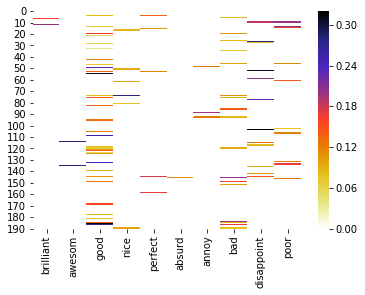 0
10
20
30
40
50
60
70
80
90
100
110
120
130
140
150
160
170
180
190
brilliant
awesom
good
nice
perfect
absurd
annoy
bad
disappoint
poor
0.30
0.24
0.18
0.12
0.06
0.00